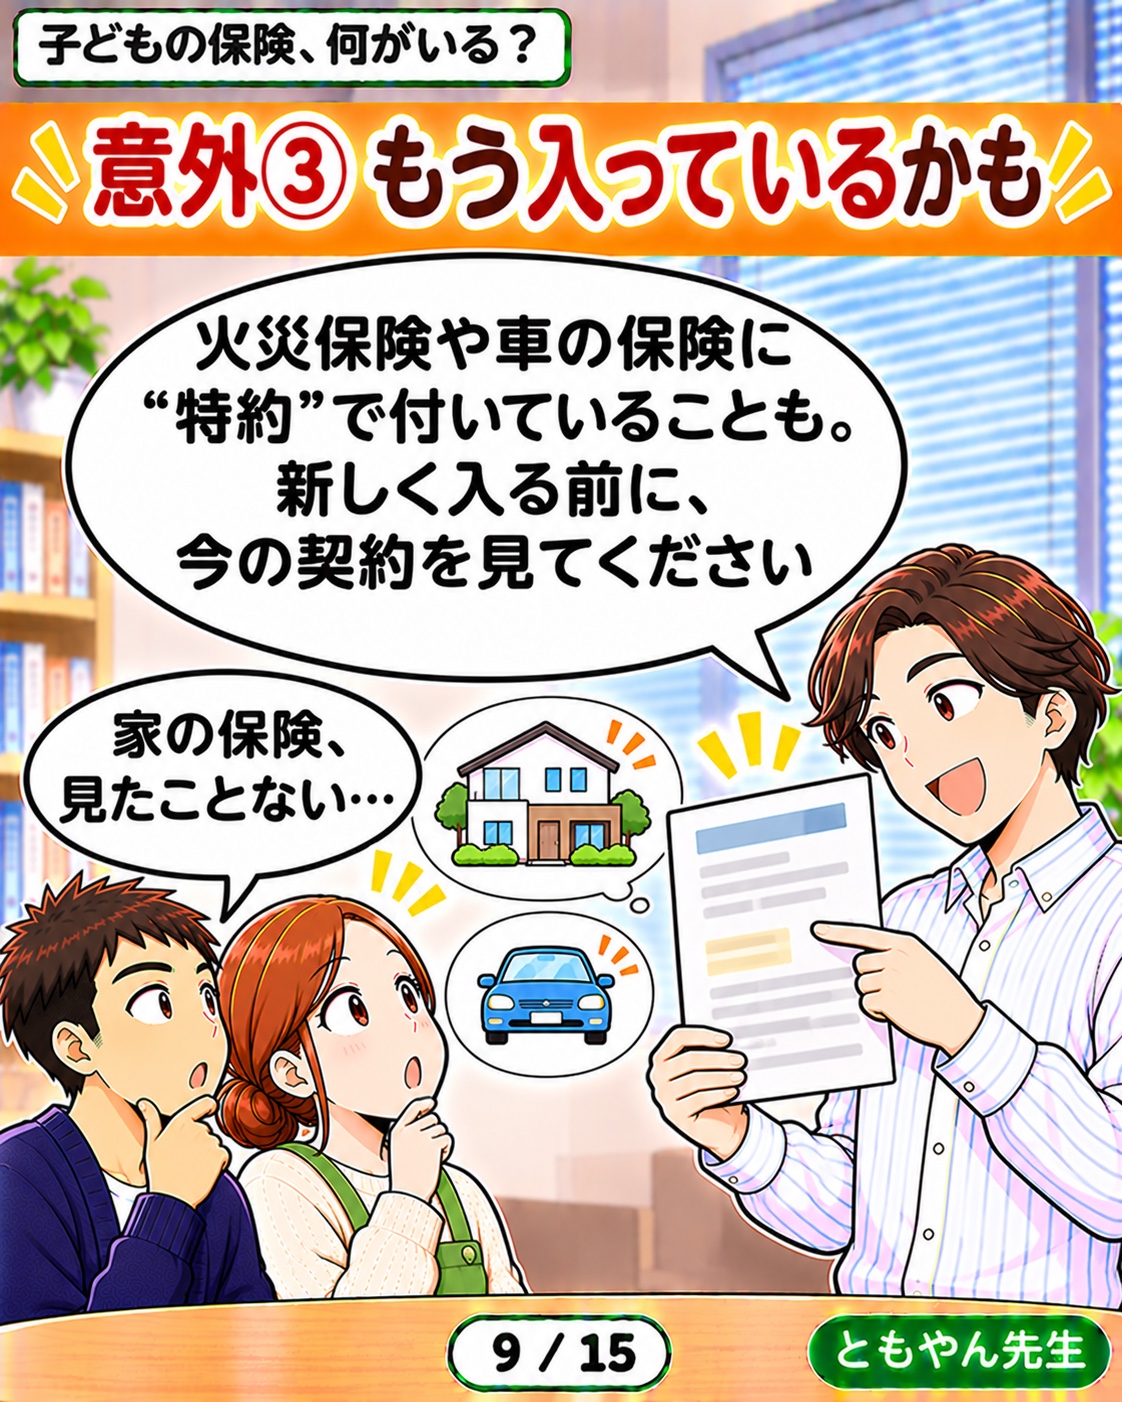 子どもの保険、何がいる？
意外③ もう入っているかも
火災保険や車の保険に
“特約”で付いていることも。
新しく入る前に、
今の契約を見てください
家の保険、
見たことない…
9 / 15
ともやん先生